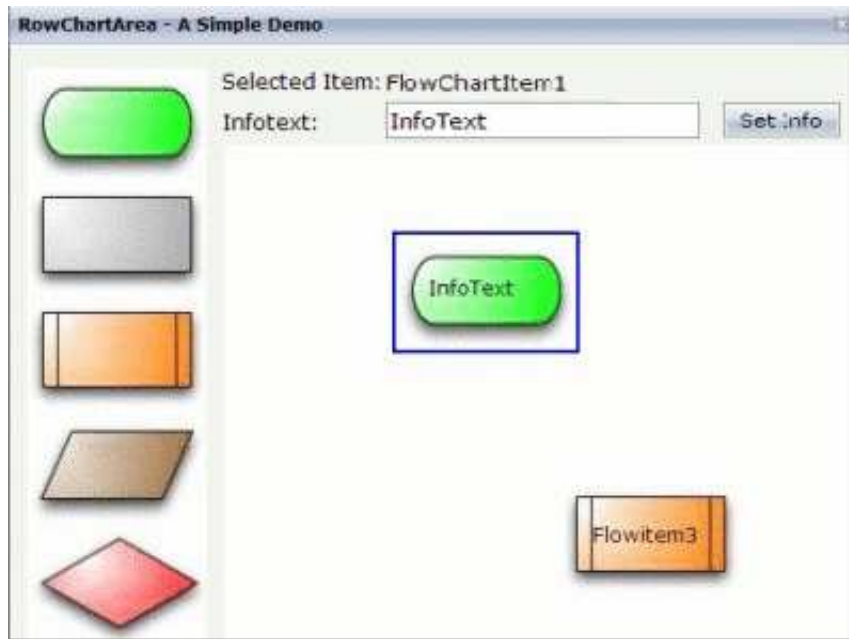 RowChartArea - A Simple Demo
Selected Item: FlowChartItem1
Infotext: InfoText Set Info
InfoText
Flowitem3